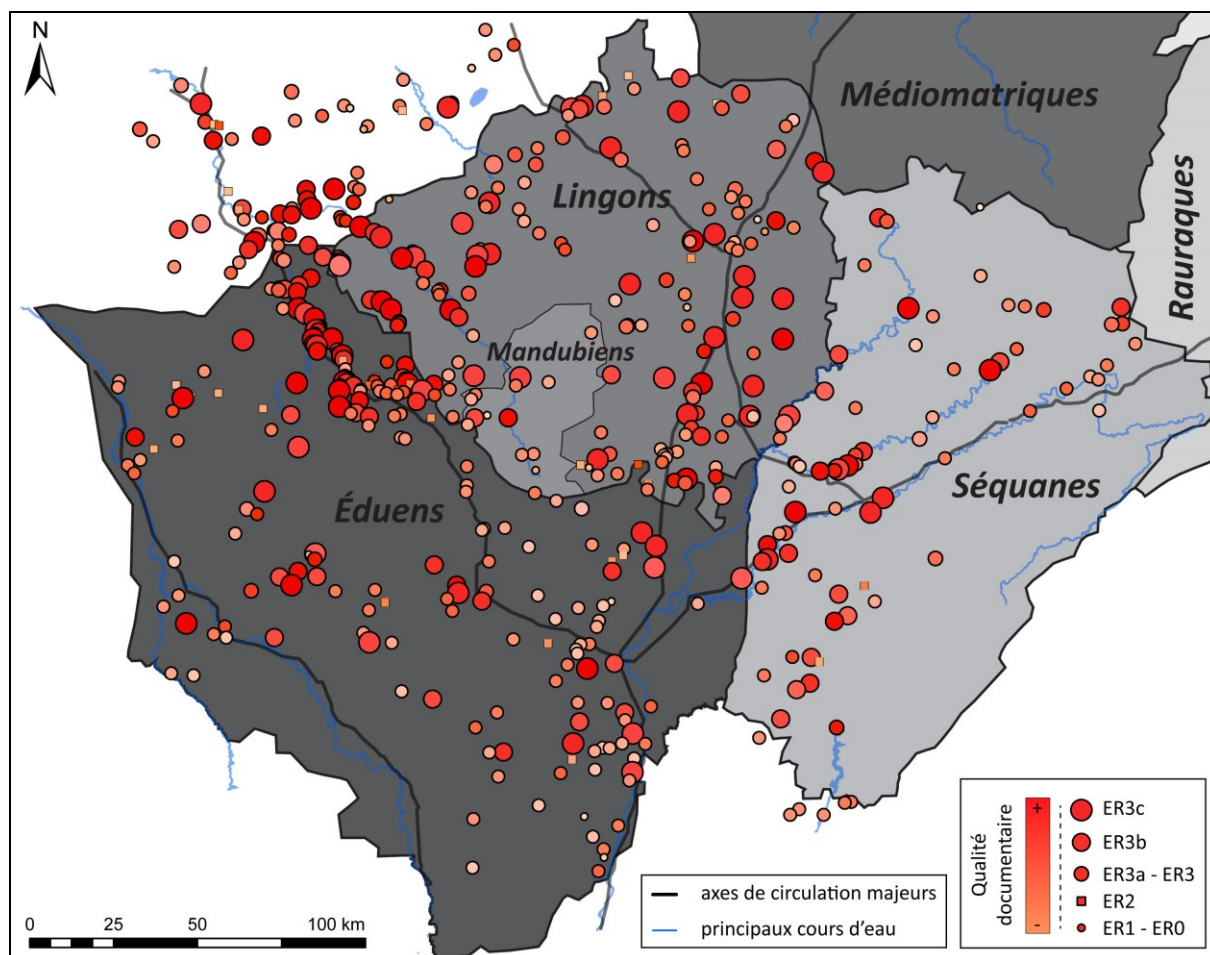 N
Médiomatriques
Lingons
Rauraques
Mandubiens
Éduens
Séquanes
0 25 50 100 km
axes de circulation majeurs
principaux cours d'eau
Qualité
documentaire
+
-
ER3c
ER3b
ER3a - ER3
ER2
ER1 - ER0